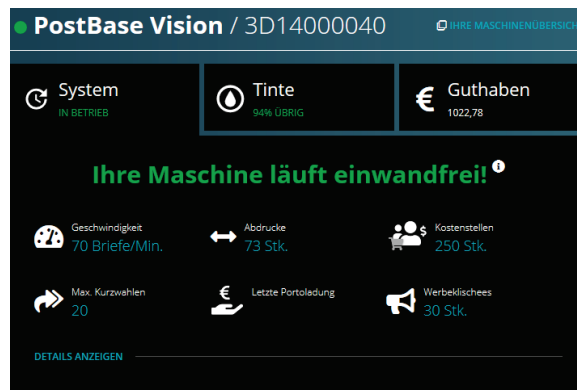 PostBase Vision / 3D14000040
IHRE MASCHINENÜBERSICH
System
IN BETRIEB
Tinte
94% ÜBRIG
€ Guthaben
1022,78
Ihre Maschine läuft einwandfrei!
Geschwindigkeit
70 Briefe/Min.
Abdrucke
73 Stk.
Kostenstellen
250 Stk.
Max. Kurzwahlen
20
Letzte Portoladung
Werbeklischees
30 Stk.
DETAILS ANZEIGEN